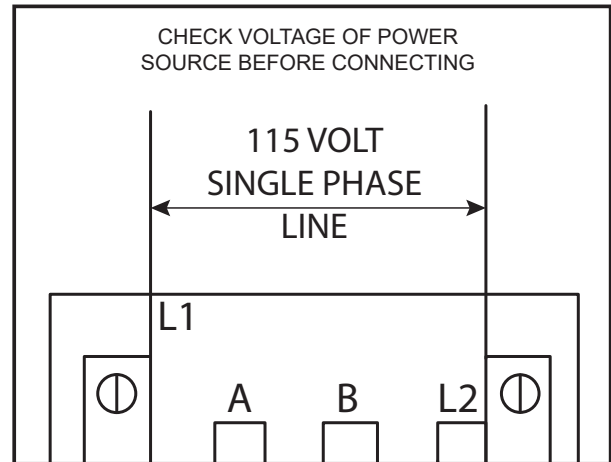 CHECK VOLTAGE OF POWER
SOURCE BEFORE CONNECTING
115 VOLT
SINGLE PHASE
LINE
L1
A B L2